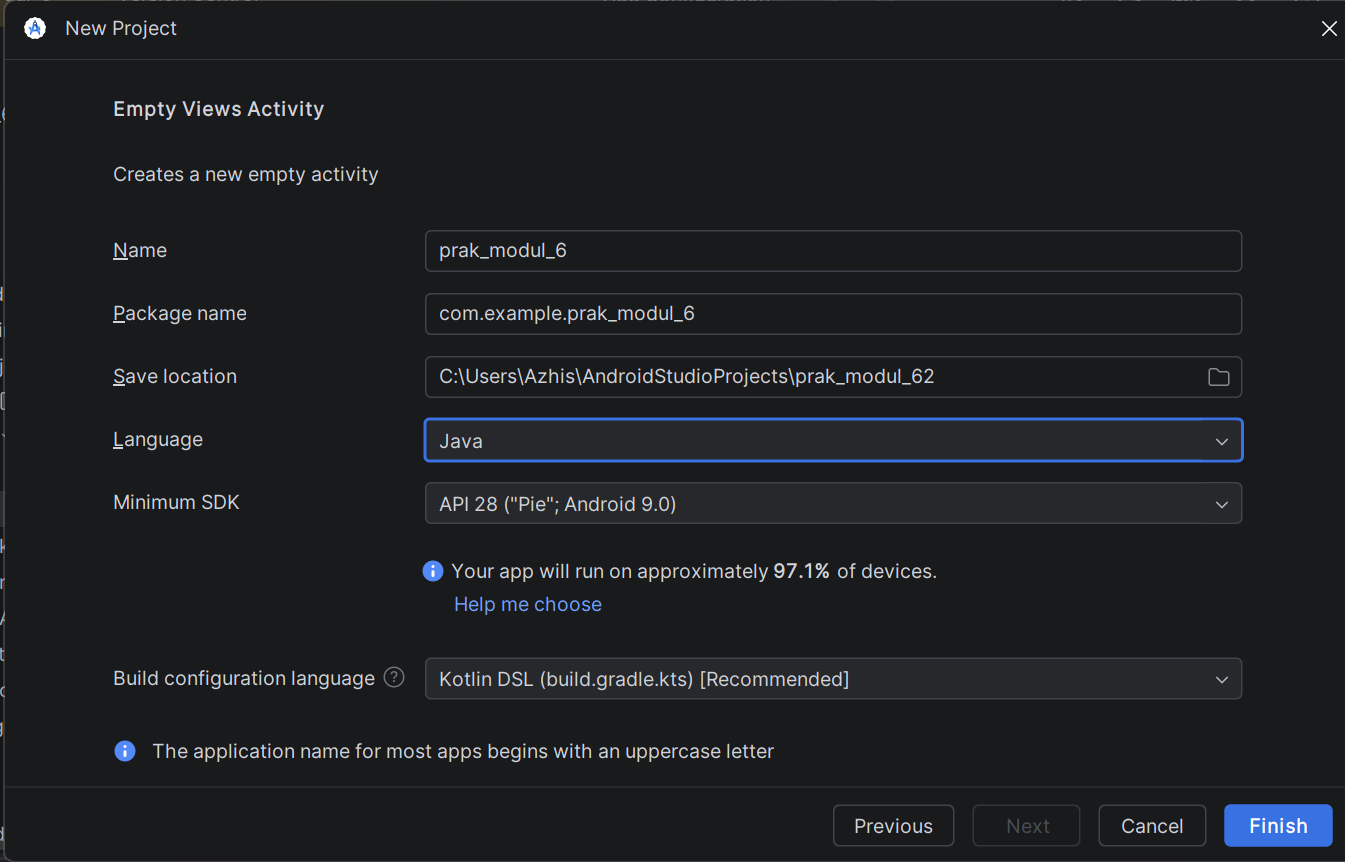 New Project
Empty Views Activity
Creates a new empty activity
Name prak_modul_6
Package name com.example.prak_modul_6
Save location C:\Users\Azhis\AndroidStudioProjects\prak_modul_62
Language Java
Minimum SDK API 28 ("Pie"; Android 9.0)
Your app will run on approximately 97.1% of devices.
Help me choose
Build configuration language ? Kotlin DSL (build.gradle.kts) [Recommended]
The application name for most apps begins with an uppercase letter
Previous Next Cancel Finish